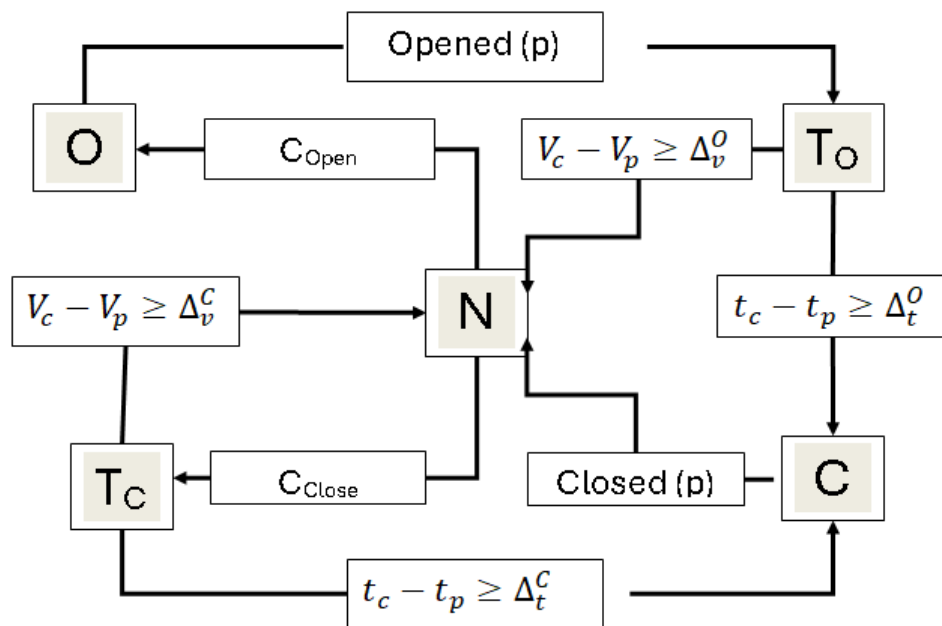 Opened (p)
O
C_Open
V_c − V_p ≥ Δ_v^O
T_O
V_c − V_p ≥ Δ_v^C
N
t_c − t_p ≥ Δ_t^O
T_C
C_Close
Closed (p)
C
t_c − t_p ≥ Δ_t^C